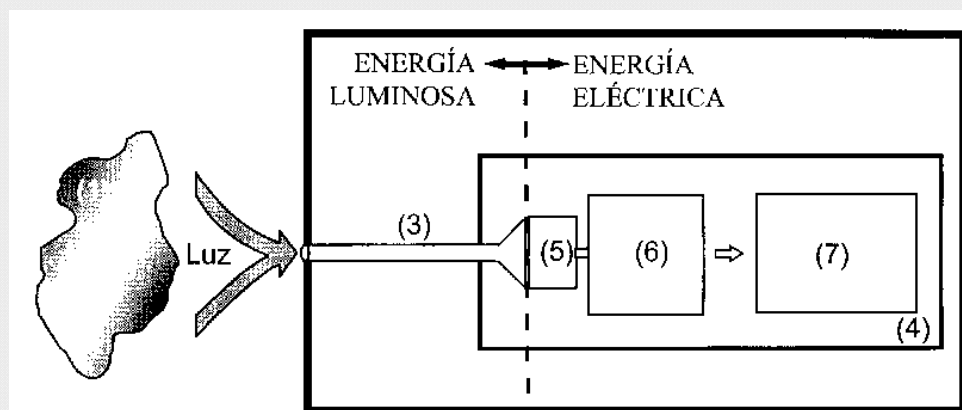 ENERGÍA ENERGÍA
LUMINOSA ELÉCTRICA
(3)
Luz
(5)
(6)
(7)
(4)